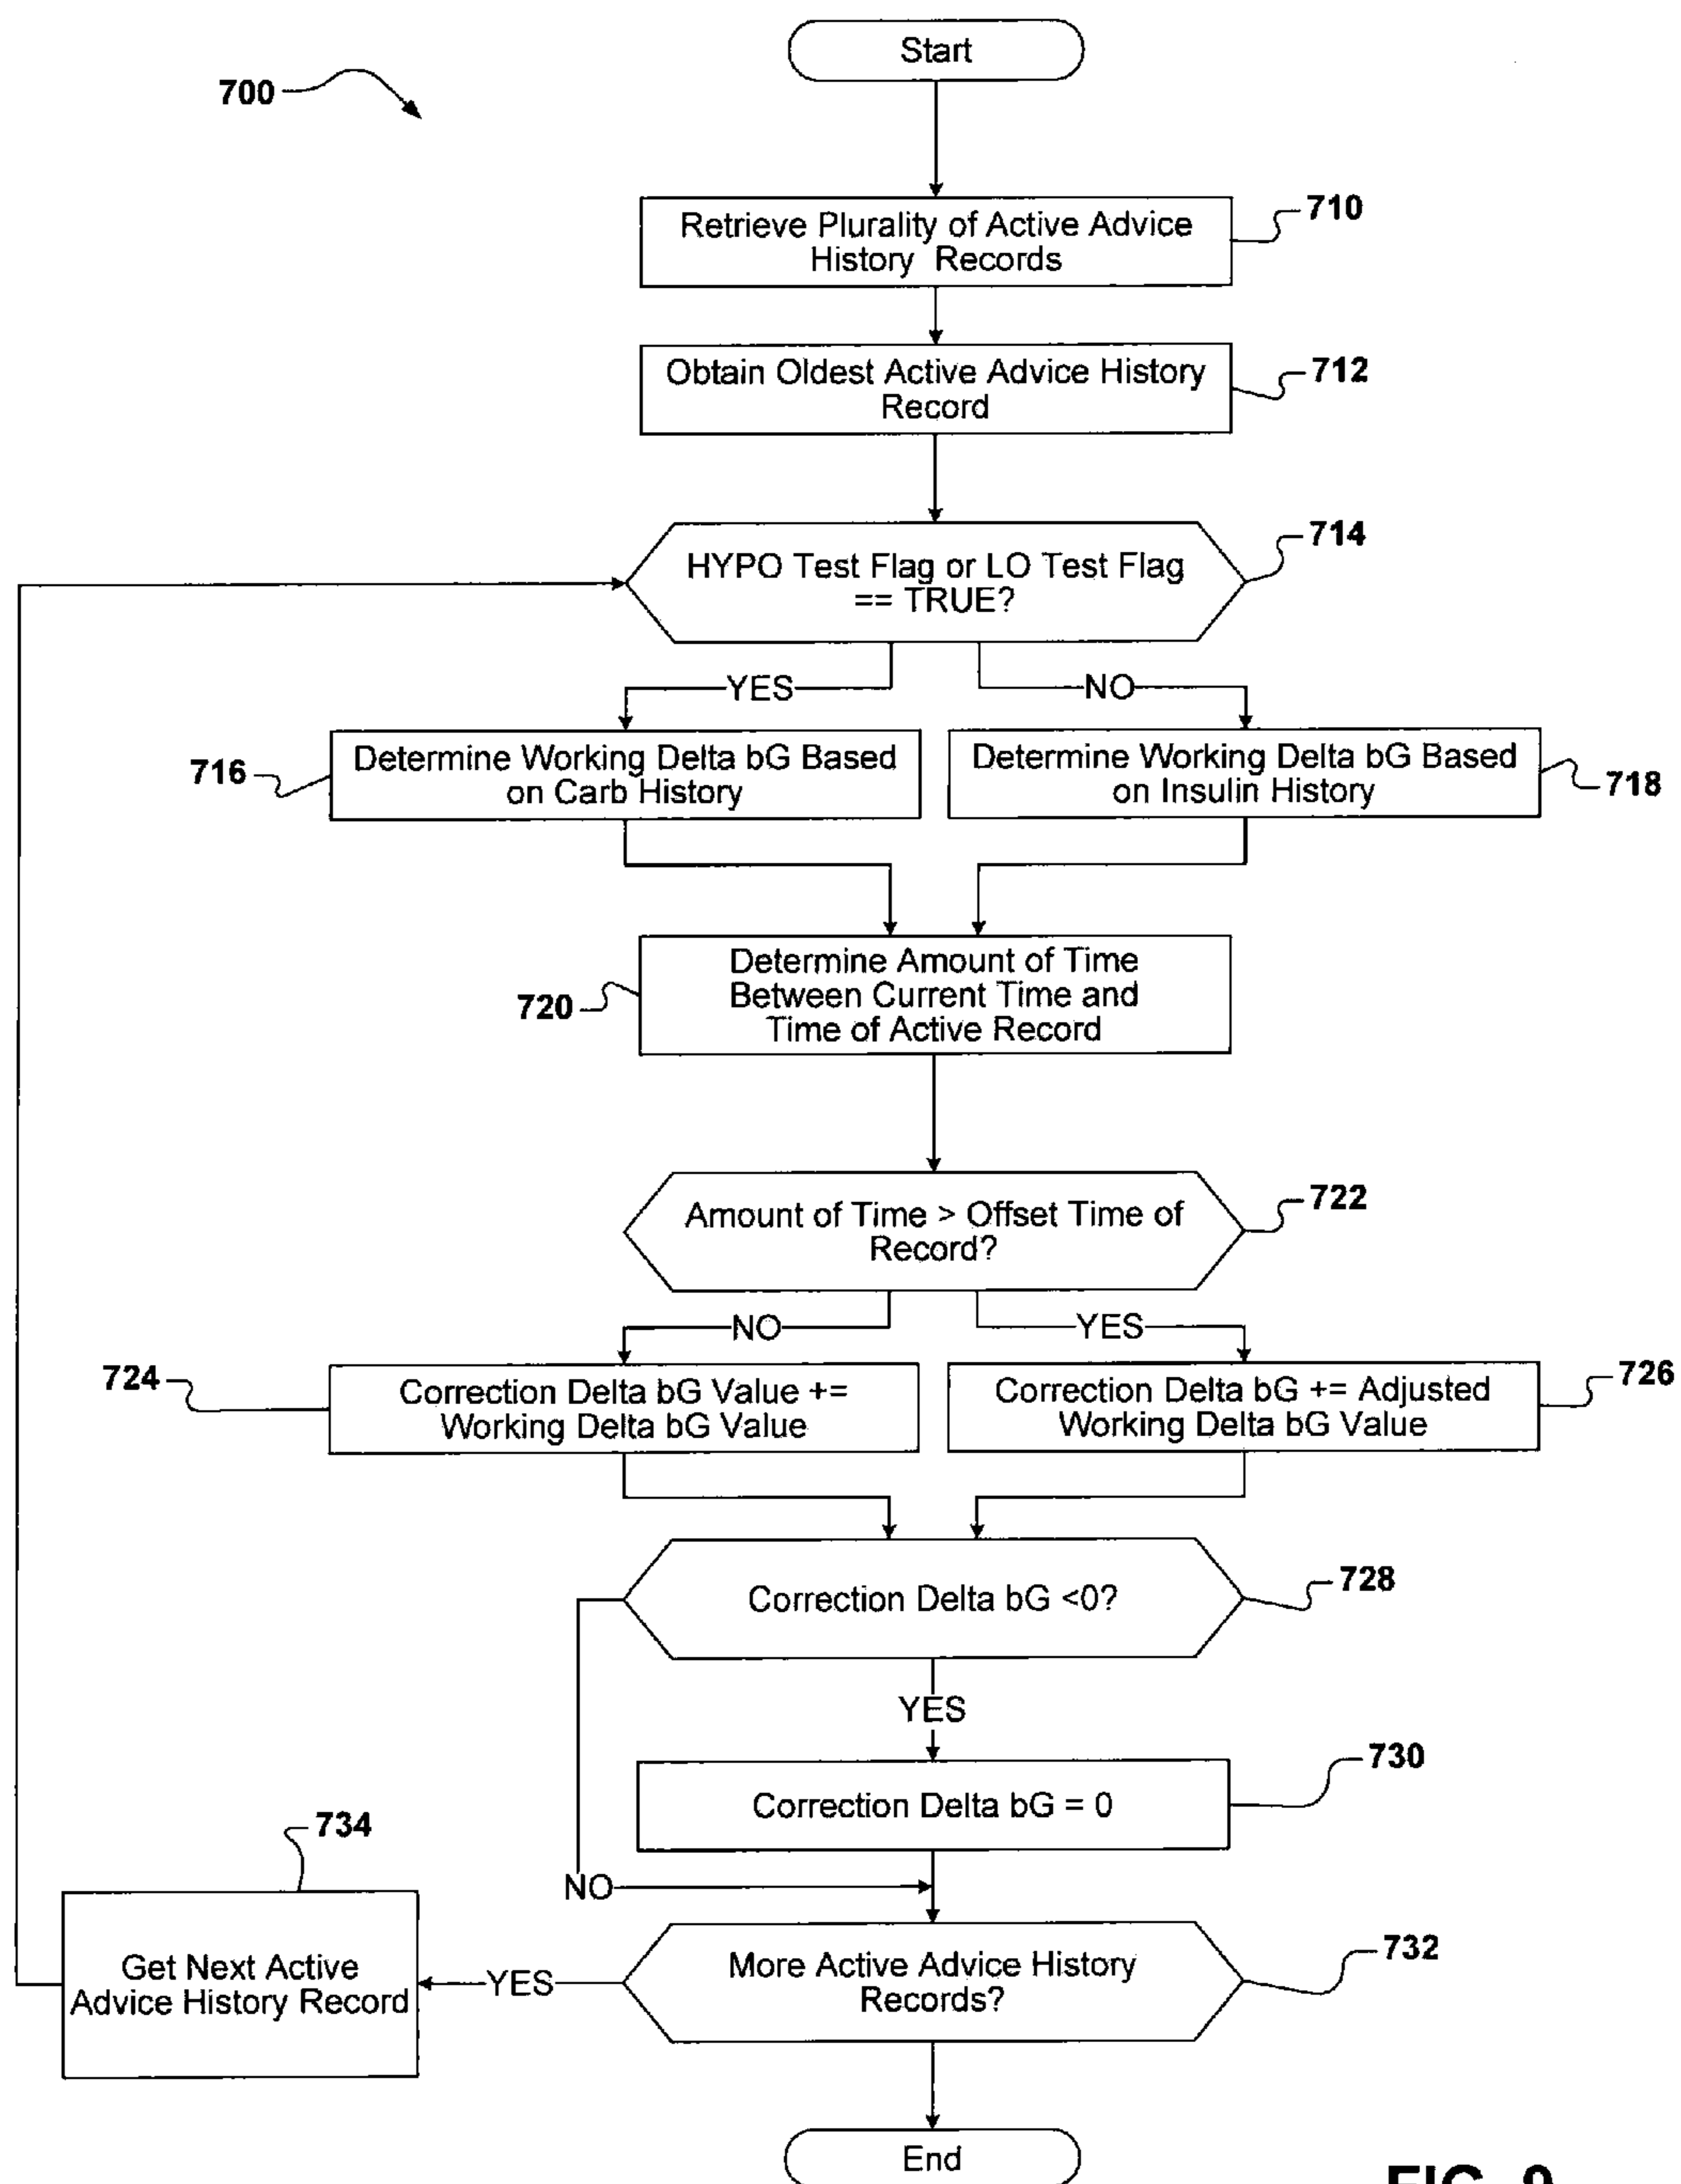 Start
700
Retrieve Plurality of Active Advice
History Records
710
Obtain Oldest Active Advice History
Record
712
HYPO Test Flag or LO Test Flag
== TRUE?
714
YES
NO
Determine Working Delta bG Based
on Carb History
716
Determine Working Delta bG Based
on Insulin History
718
Determine Amount of Time
Between Current Time and
Time of Active Record
720
Amount of Time > Offset Time of
Record?
722
NO
YES
Correction Delta bG Value +=
Working Delta bG Value
724
Correction Delta bG += Adjusted
Working Delta bG Value
726
Correction Delta bG <0?
728
YES
Correction Delta bG = 0
730
NO
More Active Advice History
Records?
732
YES
Get Next Active
Advice History Record
734
End